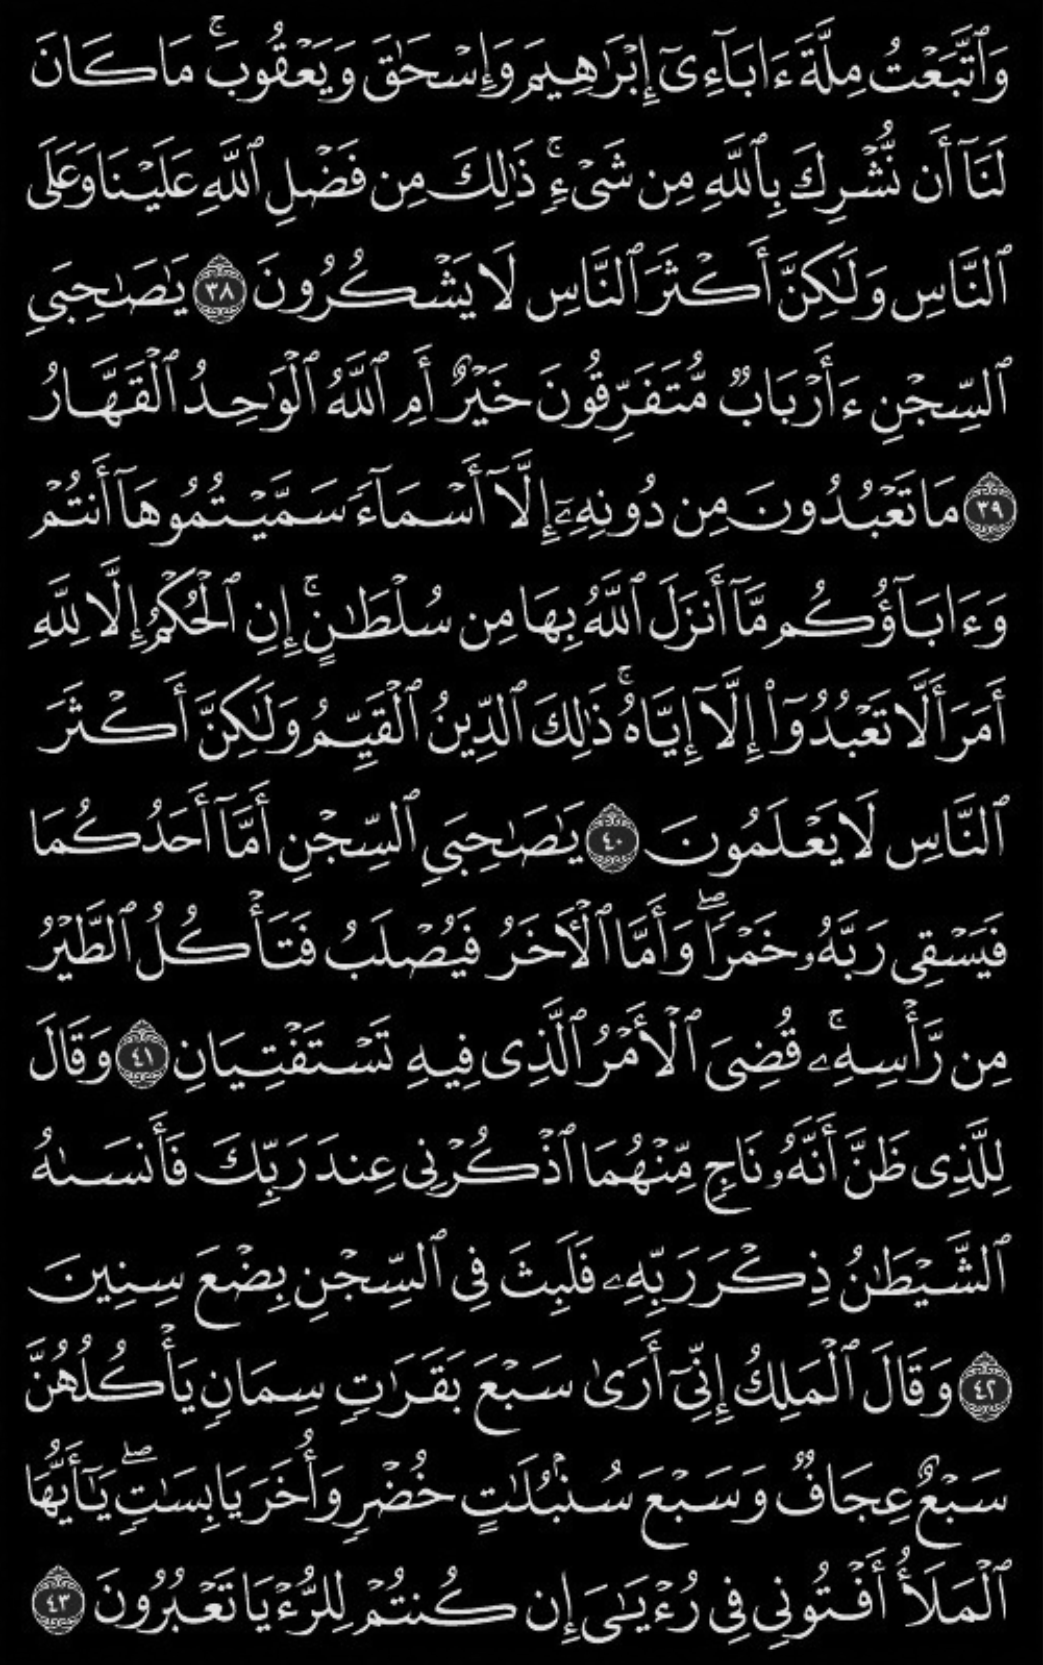 وَٱتَّبَعْتُ مِلَّةَ ءَابَآءِىٓ إِبْرَٰهِيمَ وَإِسْحَٰقَ وَيَعْقُوبَ ۚ مَا كَانَ
لَنَآ أَن نُّشْرِكَ بِٱللَّهِ مِن شَىْءٍ ۚ ذَٰلِكَ مِن فَضْلِ ٱللَّهِ عَلَيْنَا وَعَلَى
ٱلنَّاسِ وَلَٰكِنَّ أَكْثَرَ ٱلنَّاسِ لَا يَشْكُرُونَ ٣٨ يَٰصَٰحِبَىِ
ٱلسِّجْنِ ءَأَرْبَابٌ مُّتَفَرِّقُونَ خَيْرٌ أَمِ ٱللَّهُ ٱلْوَٰحِدُ ٱلْقَهَّارُ
٣٩ مَا تَعْبُدُونَ مِن دُونِهِۦٓ إِلَّآ أَسْمَآءً سَمَّيْتُمُوهَآ أَنتُمْ
وَءَابَآؤُكُم مَّآ أَنزَلَ ٱللَّهُ بِهَا مِن سُلْطَٰنٍ ۚ إِنِ ٱلْحُكْمُ إِلَّا لِلَّهِ
أَمَرَ أَلَّا تَعْبُدُوٓا۟ إِلَّآ إِيَّاهُ ۚ ذَٰلِكَ ٱلدِّينُ ٱلْقَيِّمُ وَلَٰكِنَّ أَكْثَرَ
ٱلنَّاسِ لَا يَعْلَمُونَ ٤٠ يَٰصَٰحِبَىِ ٱلسِّجْنِ أَمَّآ أَحَدُكُمَا
فَيَسْقِى رَبَّهُۥ خَمْرًا ۖ وَأَمَّا ٱلْـَٔاخَرُ فَيُصْلَبُ فَتَأْكُلُ ٱلطَّيْرُ
مِن رَّأْسِهِۦ ۚ قُضِىَ ٱلْأَمْرُ ٱلَّذِى فِيهِ تَسْتَفْتِيَانِ ٤١ وَقَالَ
لِلَّذِى ظَنَّ أَنَّهُۥ نَاجٍ مِّنْهُمَا ٱذْكُرْنِى عِندَ رَبِّكَ فَأَنسَىٰهُ
ٱلشَّيْطَٰنُ ذِكْرَ رَبِّهِۦ فَلَبِثَ فِى ٱلسِّجْنِ بِضْعَ سِنِينَ
٤٢ وَقَالَ ٱلْمَلِكُ إِنِّىٓ أَرَىٰ سَبْعَ بَقَرَٰتٍ سِمَانٍ يَأْكُلُهُنَّ
سَبْعٌ عِجَافٌ وَسَبْعَ سُنۢبُلَٰتٍ خُضْرٍ وَأُخَرَ يَابِسَٰتٍ ۖ يَٰٓأَيُّهَا
ٱلْمَلَأُ أَفْتُونِى فِى رُءْيَٰىَ إِن كُنتُمْ لِلرُّءْيَا تَعْبُرُونَ ٤٣